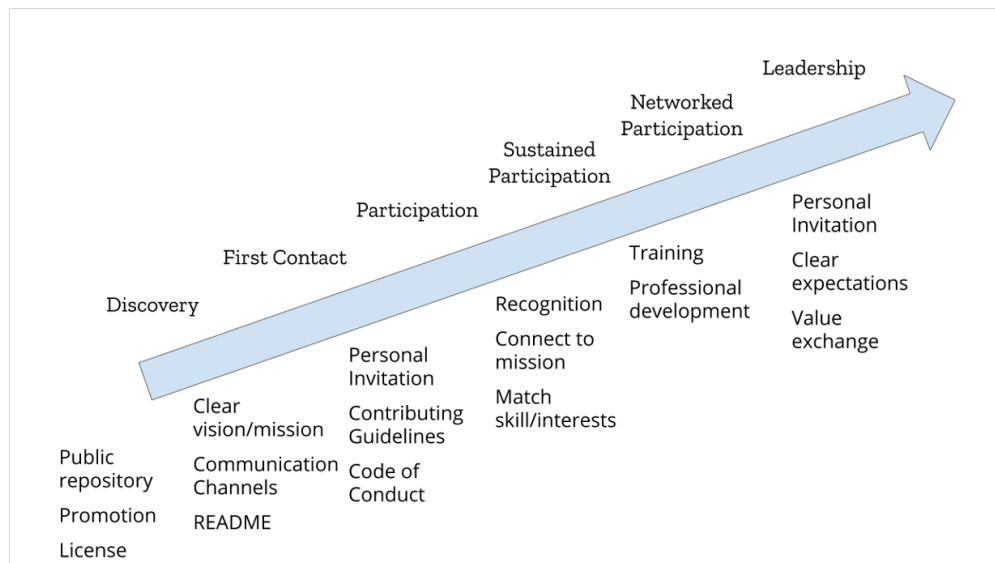 Leadership
Networked
Participation
Sustained
Participation
Participation
First Contact
Discovery
Public
repository
Promotion
License
Clear
vision/mission
Communication
Channels
README
Personal
Invitation
Contributing
Guidelines
Code of
Conduct
Recognition
Connect to
mission
Match
skill/interests
Training
Professional
development
Personal
Invitation
Clear
expectations
Value
exchange